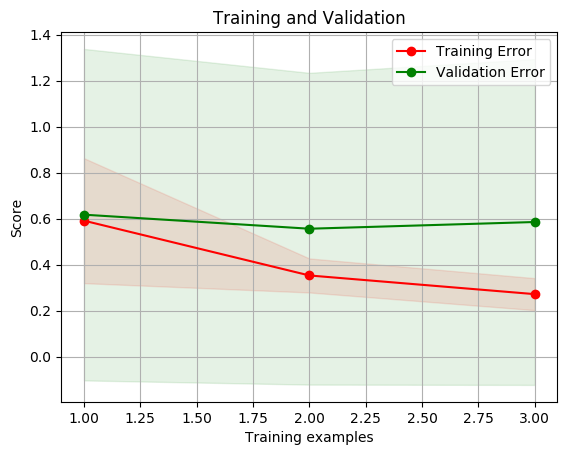 Training and Validation
Training Error
Validation Error
Score
1.4
1.2
1.0
0.8
0.6
0.4
0.2
0.0
1.00 1.25 1.50 1.75 2.00 2.25 2.50 2.75 3.00
Training examples